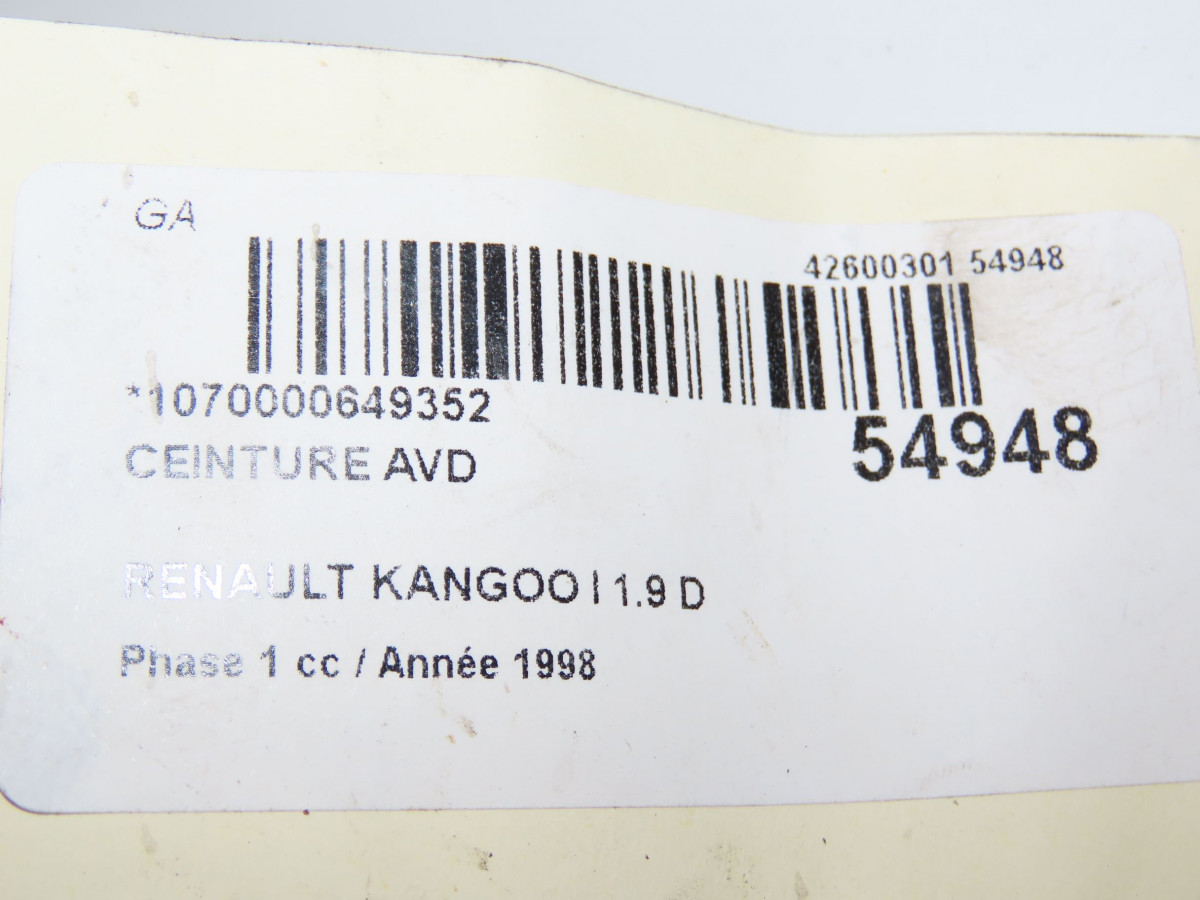 GA
42600301 54948
*1070000649352
54948
CEINTURE AVD
RENAULT KANGOO I 1.9 D
Phase 1 cc / Année 1998